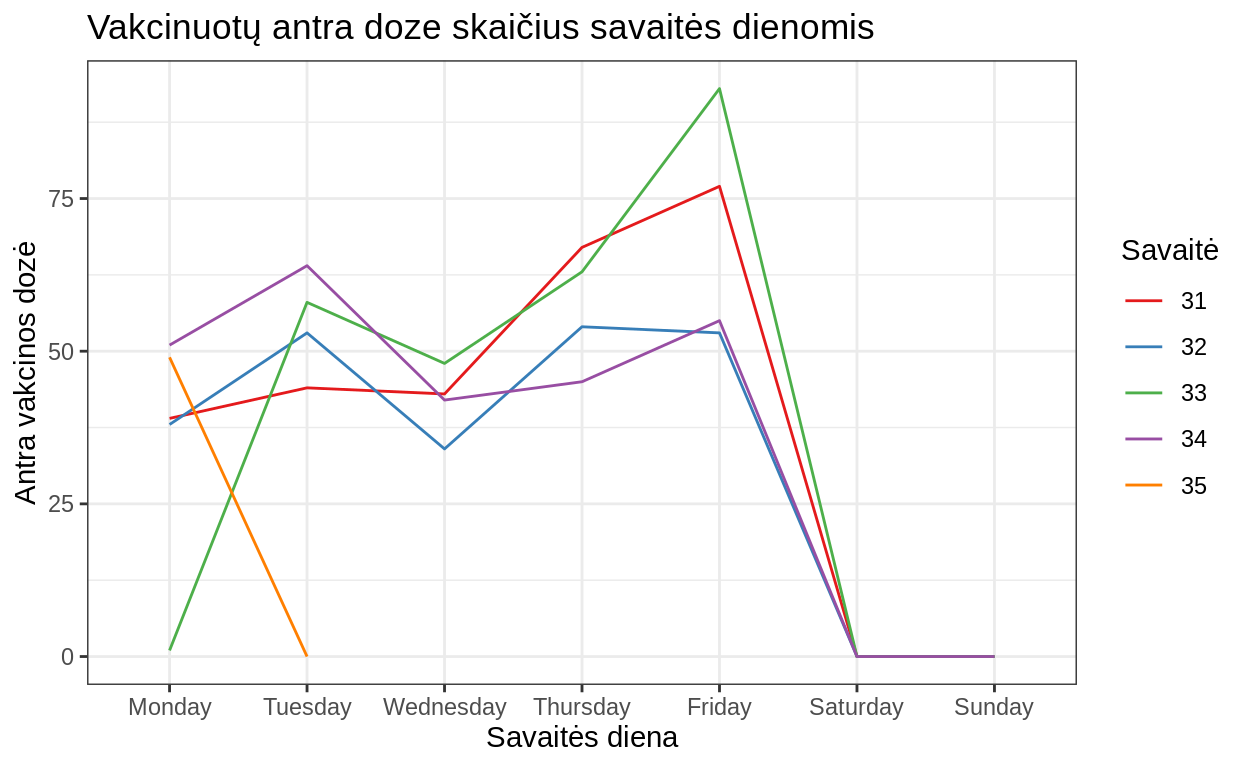 Vakcinuotų antra doze skaičius savaitės dienomis
Antra vakcinos dozė
75
50
25
0
Monday Tuesday Wednesday Thursday Friday Saturday Sunday
Savaitės diena
Savaitė
31
32
33
34
35